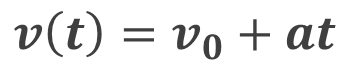 v(t) = v₀ + at